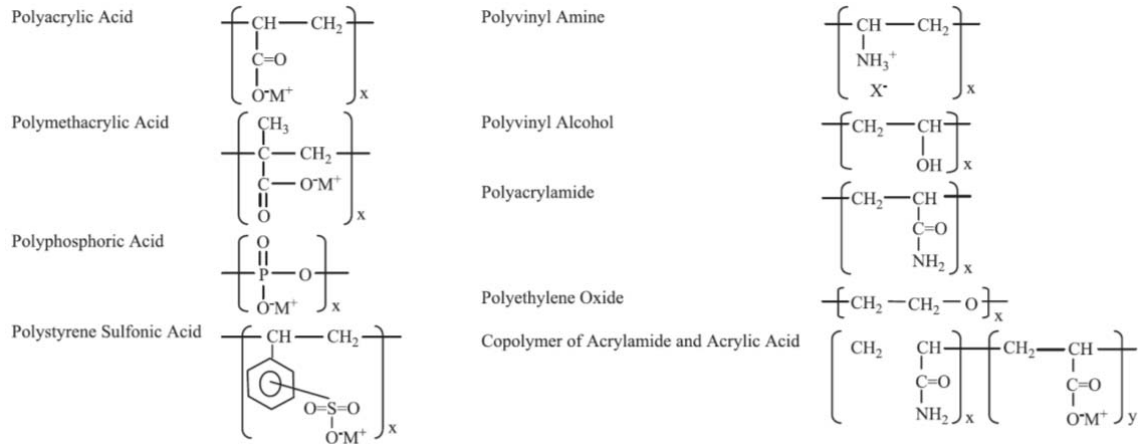 Polyacrylic Acid
CH — CH₂
C=O
O⁻M⁺
x
Polymethacrylic Acid
CH₃
C — CH₂
C — O⁻M⁺
O
x
Polyphosphoric Acid
O
P — O
O⁻M⁺
x
Polystyrene Sulfonic Acid
CH — CH₂
O=S=O
O⁻M⁺
x
Polyvinyl Amine
CH — CH₂
NH₃⁺
X⁻
x
Polyvinyl Alcohol
CH₂ — CH
OH
x
Polyacrylamide
CH₂ — CH
C=O
NH₂
x
Polyethylene Oxide
CH₂ — CH₂ — O
x
Copolymer of Acrylamide and Acrylic Acid
CH₂ CH CH₂ — CH
C=O C=O
NH₂ x O⁻M⁺ y